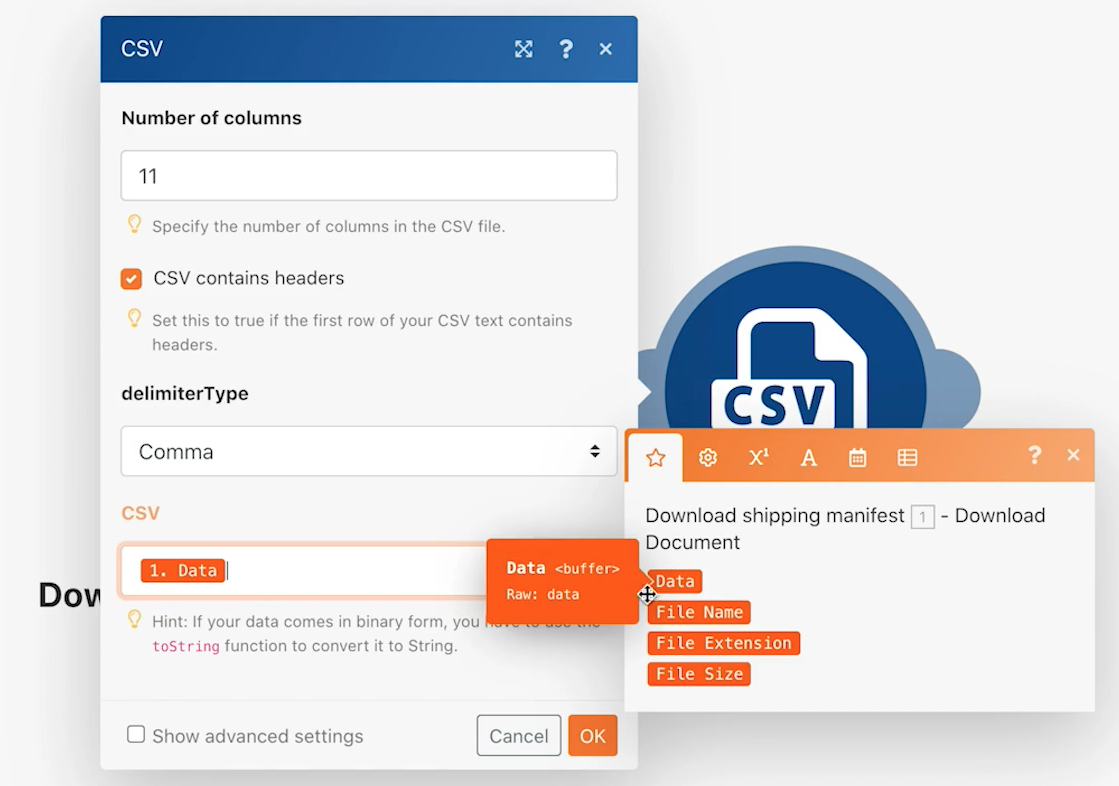 CSV
Number of columns
11
Specify the number of columns in the CSV file.
CSV contains headers
Set this to true if the first row of your CSV text contains
headers.
delimiterType
Comma
CSV
1. Data
Hint: If your data comes in binary form, you have to use the
toString function to convert it to String.
Show advanced settings
Cancel
OK
Dow
CSV
X¹
A
?
Download shipping manifest 1 - Download
Document
Data
File Name
File Extension
File Size
Data <buffer>
Raw: data